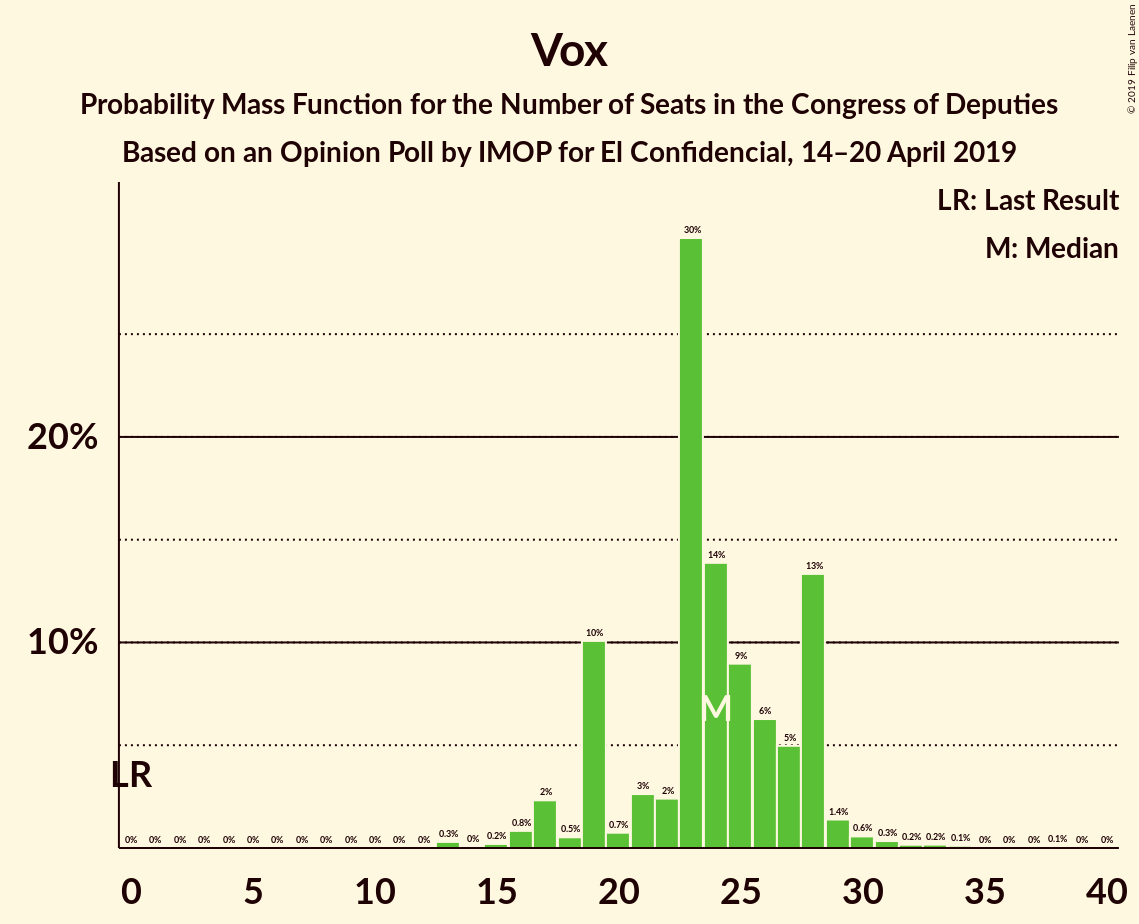 Vox
Probability Mass Function for the Number of Seats in the Congress of Deputies
Based on an Opinion Poll by IMOP for El Confidencial, 14–20 April 2019
© 2019 Filip van Laenen
LR: Last Result
M: Median
30%
20%
14%
13%
10%
10%
9%
6%
5%
M
LR
0% 0% 0% 0% 0% 0% 0% 0% 0% 0% 0% 0% 0% 0.3% 0% 0.2% 0.8% 2% 0.5% 0.7% 3% 2% 1.4% 0.6% 0.3% 0.2% 0.2% 0.1% 0% 0% 0% 0.1% 0% 0%
0 5 10 15 20 25 30 35 40